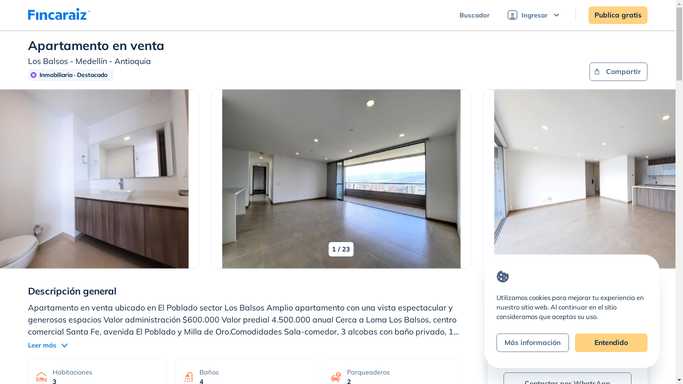 Fincaraiz
Buscador
Ingresar
Publica gratis
Apartamento en venta
Los Balsos - Medellín - Antioquia
Inmobiliaria · Destacado
Compartir
1 / 23
Descripción general
Apartamento en venta ubicado en El Poblado sector Los Balsos Amplio apartamento con una vista espectacular y
generosos espacios Valor administración $600.000 Valor predial 4.500.000 anual Cerca a Loma Los Balsos, centro
comercial Santa Fe, avenida El Poblado y Milla de Oro.Comodidades Sala-comedor, 3 alcobas con baño privado, 1...
Leer más
Habitaciones
3
Baños
4
Parqueaderos
2
Utilizamos cookies para mejorar tu experiencia en
nuestro sitio web. Al continuar en el sitio
consideramos que aceptas su uso.
Más información
Entendido
Contactar por WhatsApp